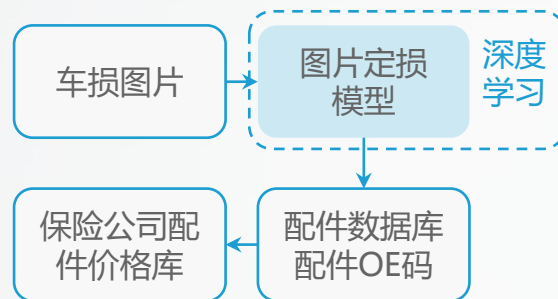 车损图片
图片定损
模型
深度
学习
保险公司配
件价格库
配件数据库
配件OE码